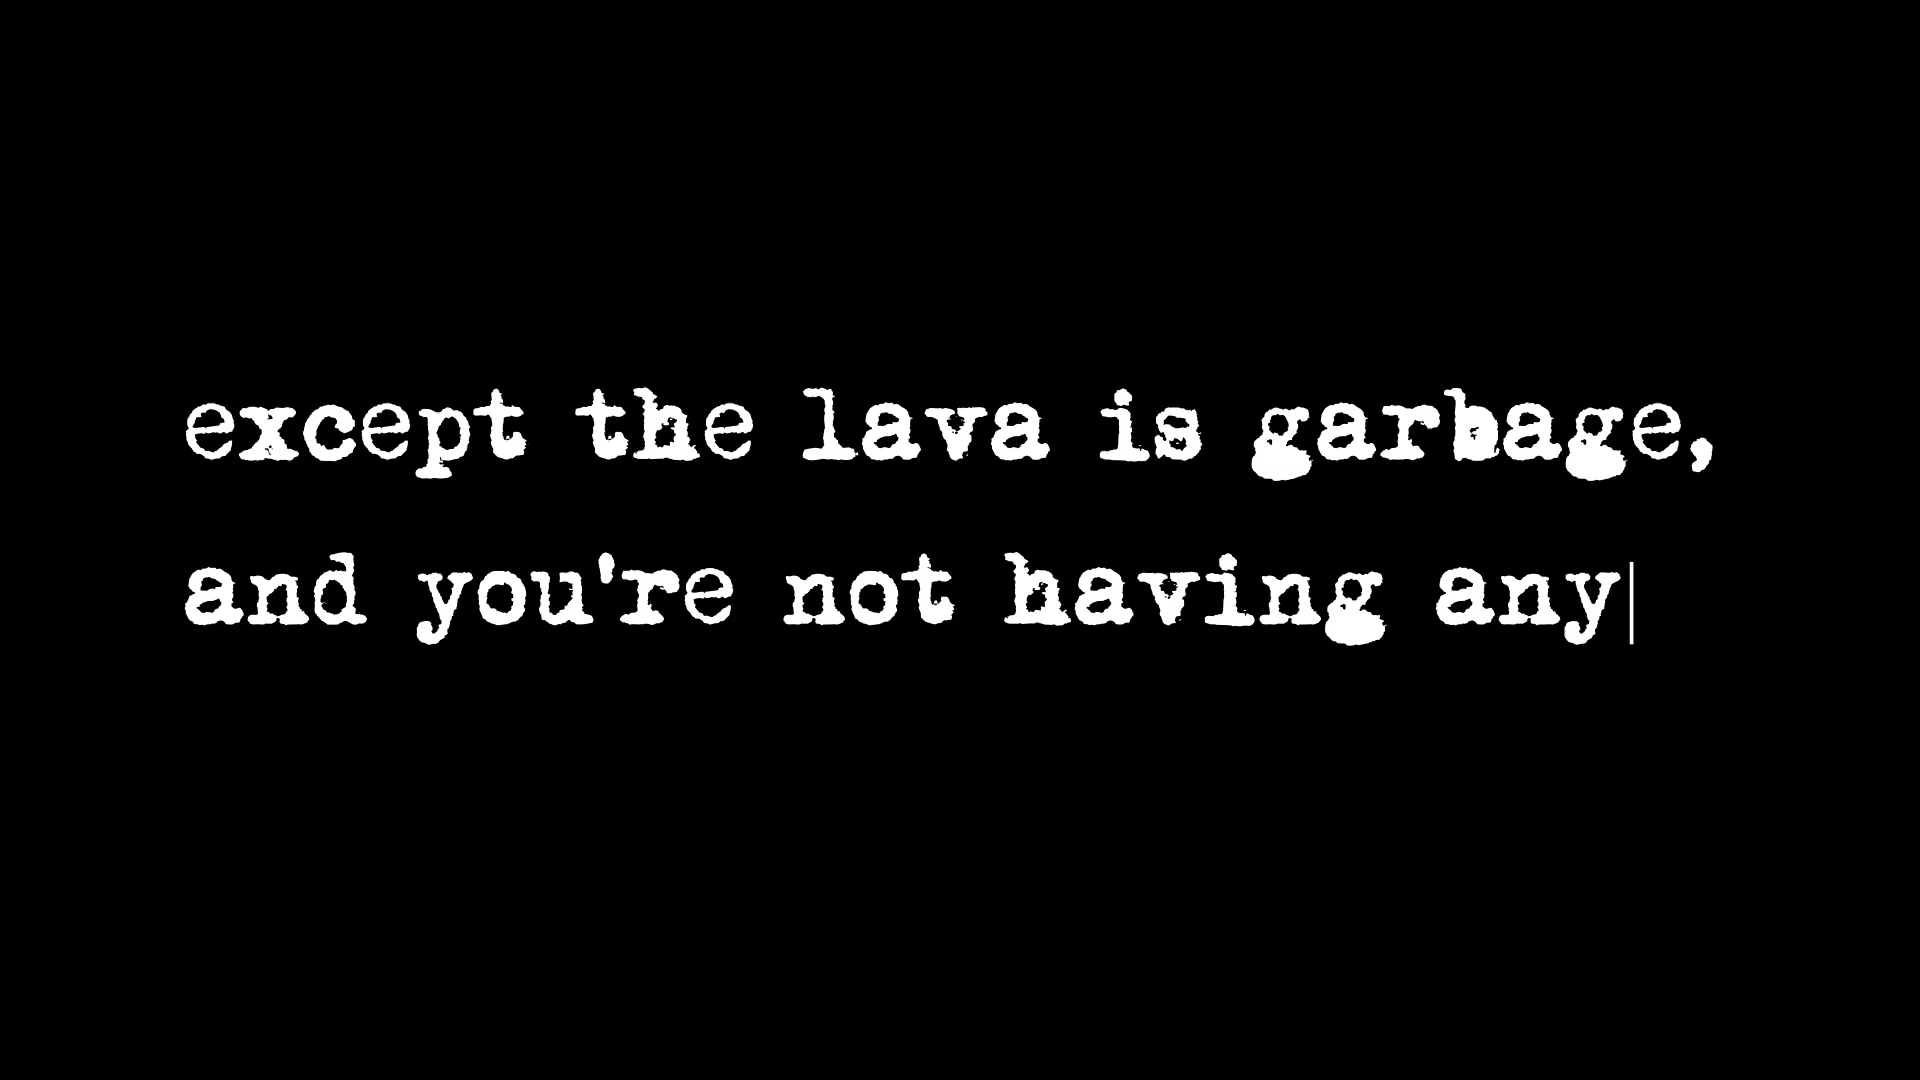 except the lava is garbage,
and you're not having any